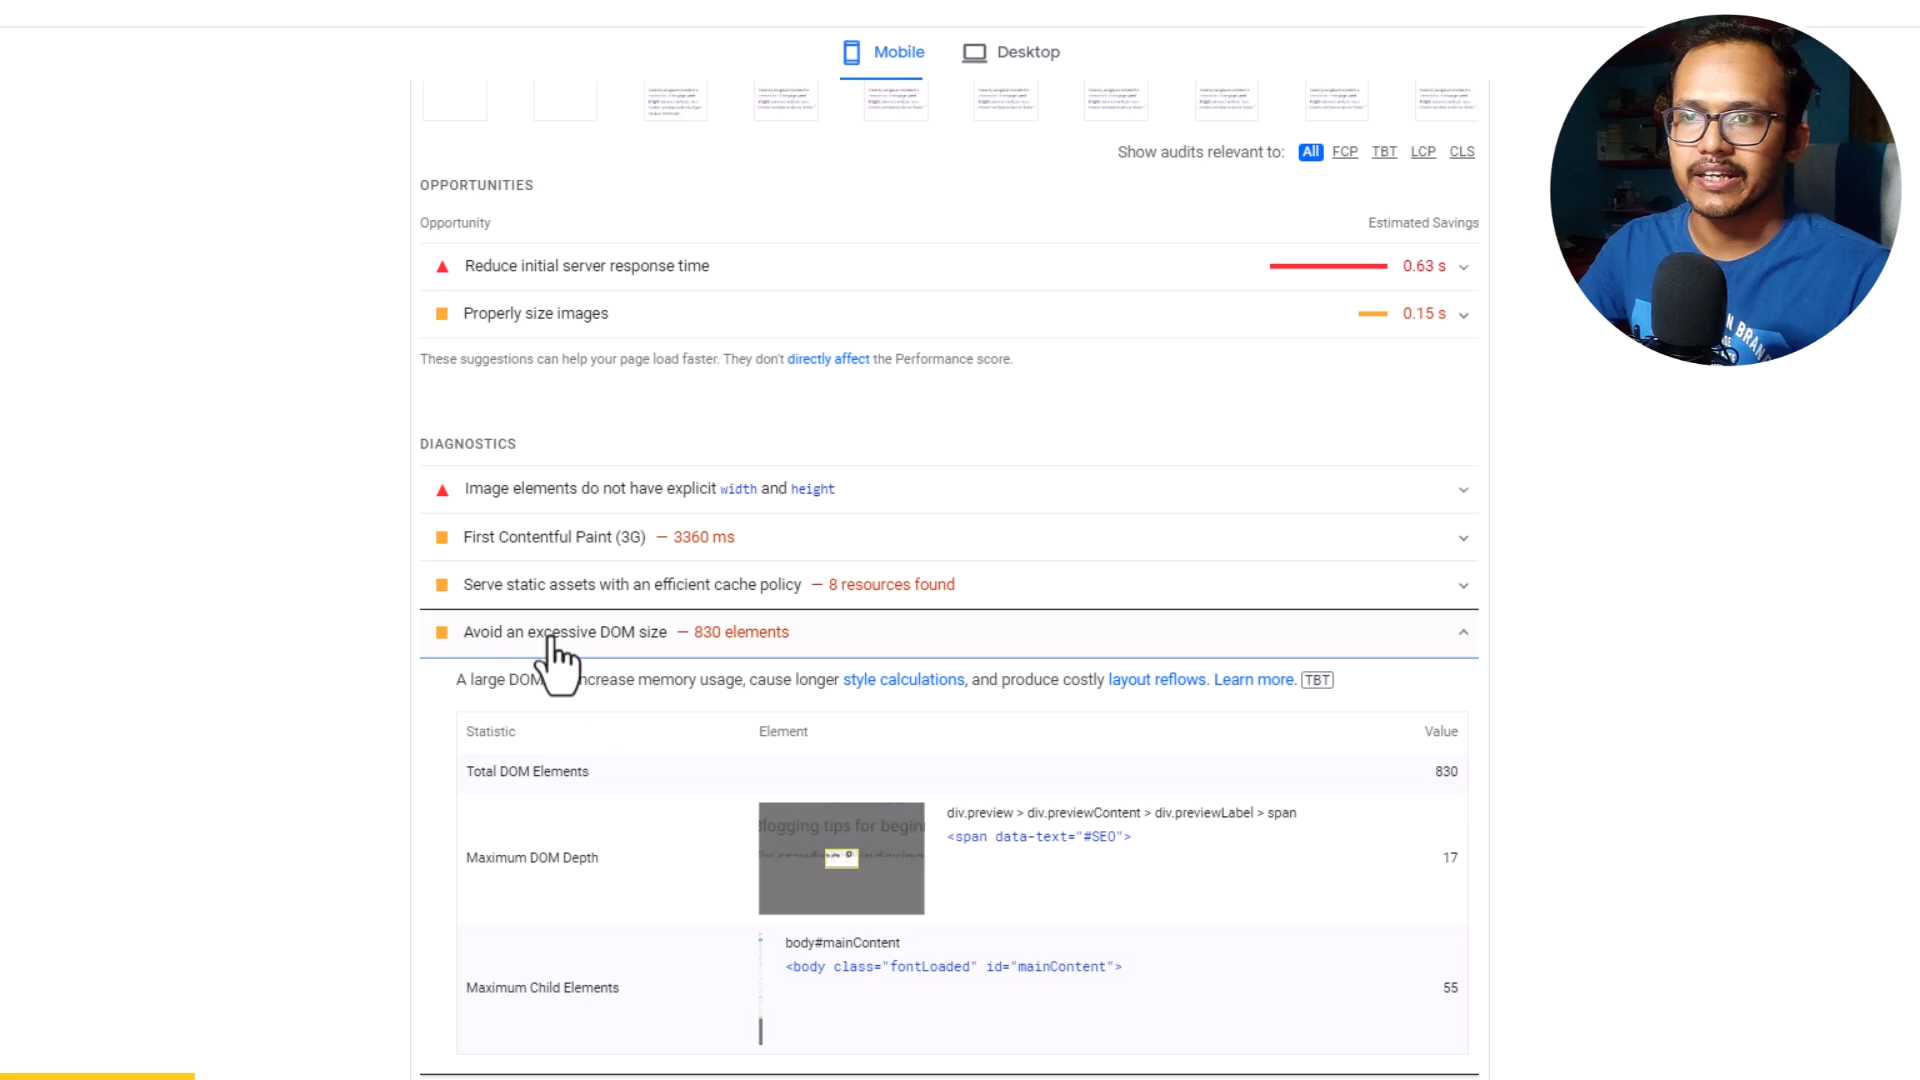 Mobile
Desktop
Show audits relevant to: All FCP TBT LCP CLS
OPPORTUNITIES
Opportunity
Estimated Savings
Reduce initial server response time
0.63 s
Properly size images
0.15 s
These suggestions can help your page load faster. They don't directly affect the Performance score.
DIAGNOSTICS
Image elements do not have explicit width and height
First Contentful Paint (3G) — 3360 ms
Serve static assets with an efficient cache policy — 8 resources found
Avoid an excessive DOM size — 830 elements
A large DOM increase memory usage, cause longer style calculations, and produce costly layout reflows. Learn more. TBT
Statistic
Element
Value
Total DOM Elements
830
Maximum DOM Depth
logging tips for begin
div.preview > div.previewContent > div.previewLabel > span
<span data-text="#SEO">
17
Maximum Child Elements
body#mainContent
<body class="fontLoaded" id="mainContent">
55